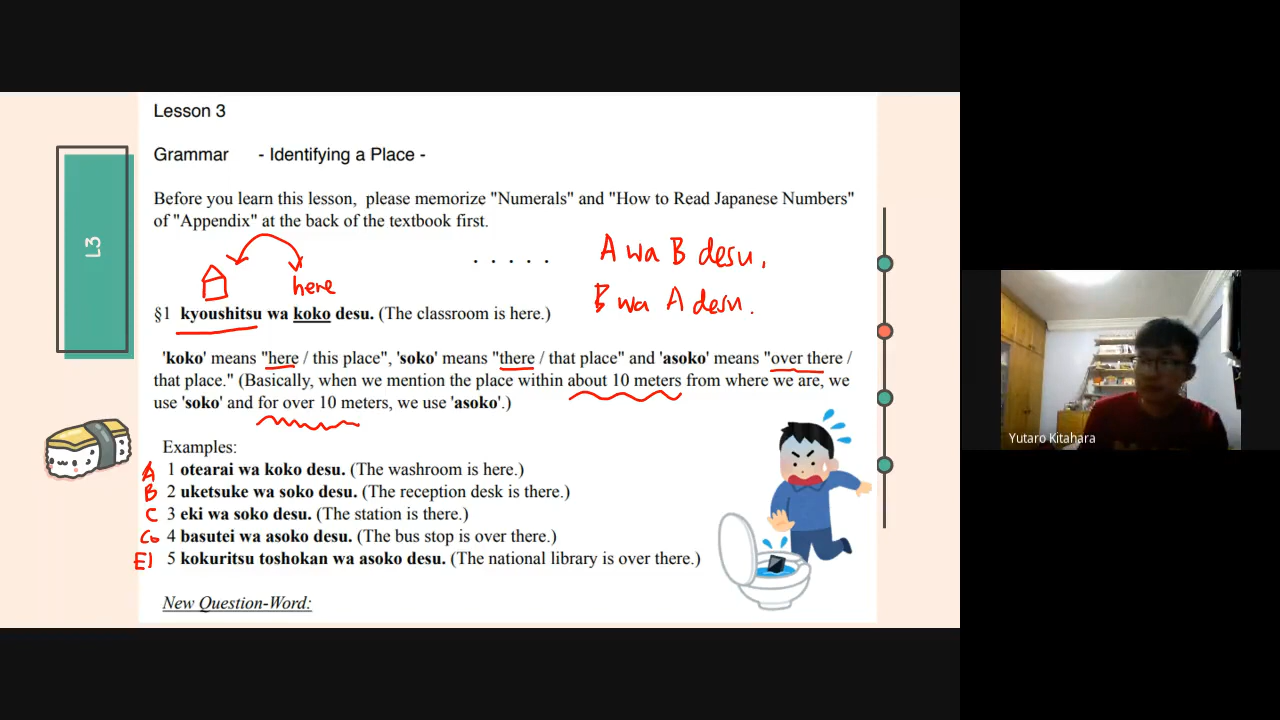 Lesson 3
Grammar - Identifying a Place -
Before you learn this lesson, please memorize "Numerals" and "How to Read Japanese Numbers"
of "Appendix" at the back of the textbook first.
L3
. . . . .
A wa B desu.
here
B wa A desu.
§1 kyoushitsu wa koko desu. (The classroom is here.)
'koko' means "here / this place", 'soko' means "there / that place" and 'asoko' means "over there /
that place." (Basically, when we mention the place within about 10 meters from where we are, we
use 'soko' and for over 10 meters, we use 'asoko'.)
Examples:
A 1 otearai wa koko desu. (The washroom is here.)
B 2 uketsuke wa soko desu. (The reception desk is there.)
C 3 eki wa soko desu. (The station is there.)
Co 4 basutei wa asoko desu. (The bus stop is over there.)
El 5 kokuritsu toshokan wa asoko desu. (The national library is over there.)
New Question-Word:
Yutaro Kitahara